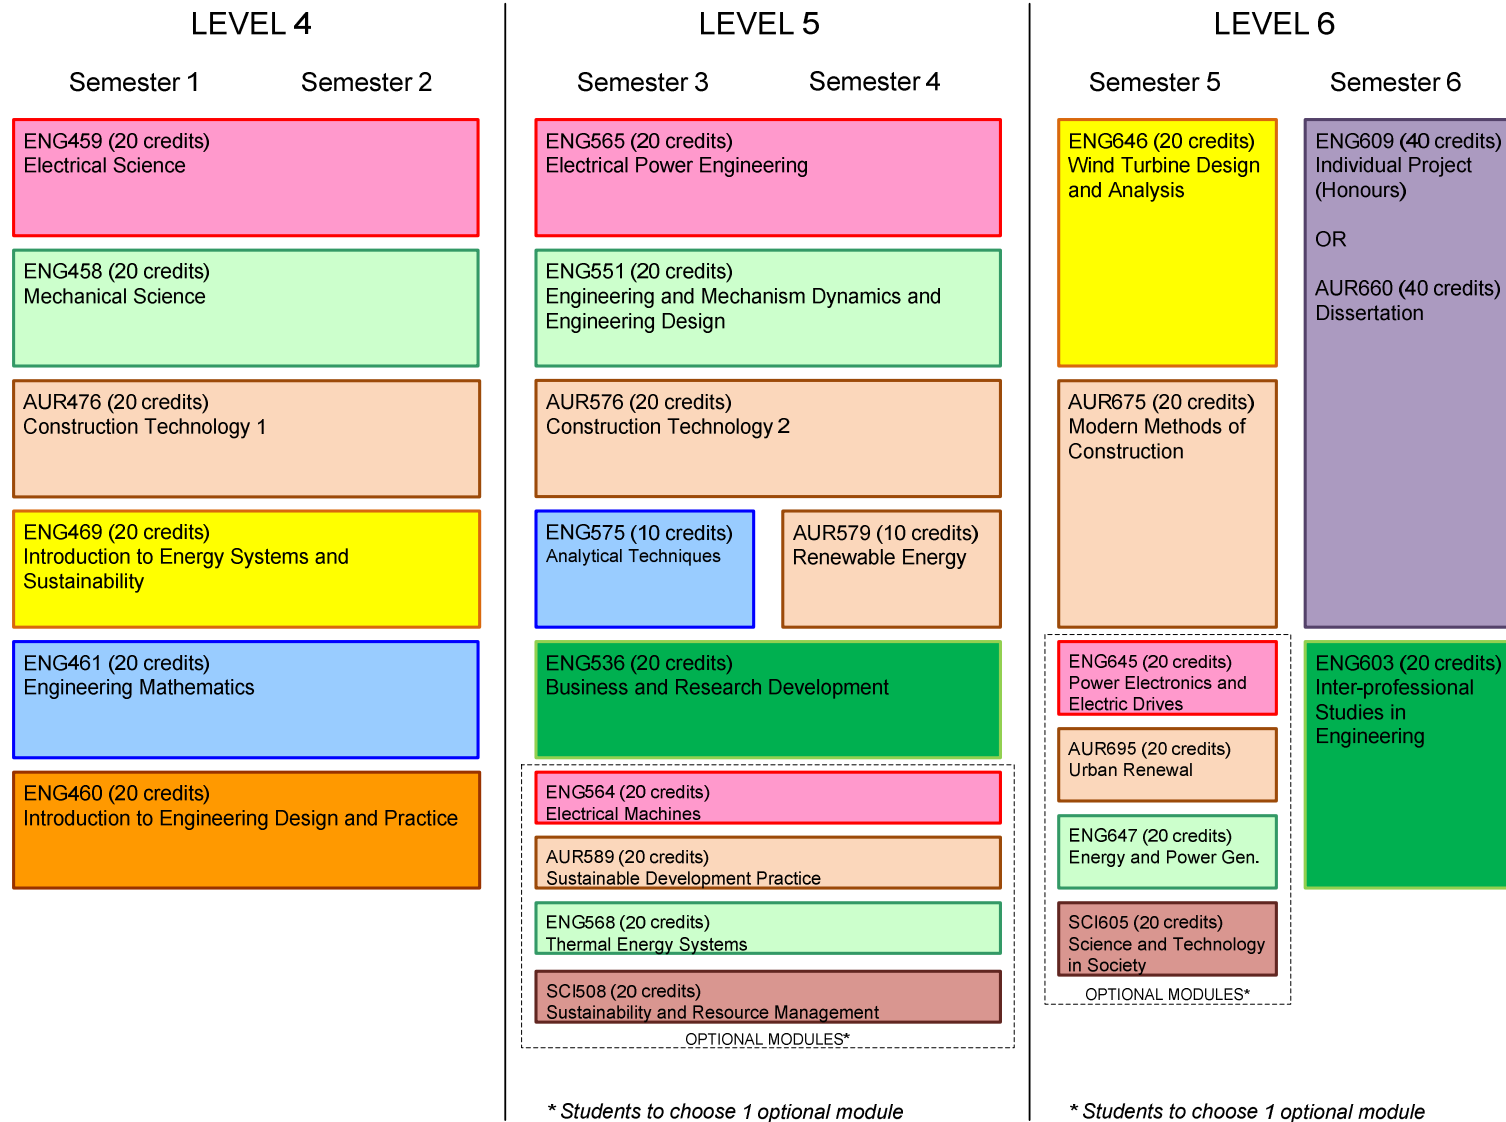 LEVEL 4
Semester 1
Semester 2
ENG459 (20 credits)
Electrical Science
ENG458 (20 credits)
Mechanical Science
AUR476 (20 credits)
Construction Technology 1
ENG469 (20 credits)
Introduction to Energy Systems and
Sustainability
ENG461 (20 credits)
Engineering Mathematics
ENG460 (20 credits)
Introduction to Engineering Design and Practice
LEVEL 5
Semester 3
Semester 4
ENG565 (20 credits)
Electrical Power Engineering
ENG551 (20 credits)
Engineering and Mechanism Dynamics and
Engineering Design
AUR576 (20 credits)
Construction Technology 2
ENG575 (10 credits)
Analytical Techniques
AUR579 (10 credits)
Renewable Energy
ENG536 (20 credits)
Business and Research Development
ENG564 (20 credits)
Electrical Machines
AUR589 (20 credits)
Sustainable Development Practice
ENG568 (20 credits)
Thermal Energy Systems
SCI508 (20 credits)
Sustainability and Resource Management
OPTIONAL MODULES*
* Students to choose 1 optional module
LEVEL 6
Semester 5
Semester 6
ENG646 (20 credits)
Wind Turbine Design
and Analysis
AUR675 (20 credits)
Modern Methods of
Construction
ENG645 (20 credits)
Power Electronics and
Electric Drives
AUR695 (20 credits)
Urban Renewal
ENG647 (20 credits)
Energy and Power Gen.
SCI605 (20 credits)
Science and Technology
in Society
OPTIONAL MODULES*
ENG609 (40 credits)
Individual Project
(Honours)
OR
AUR660 (40 credits)
Dissertation
ENG603 (20 credits)
Inter-professional
Studies in
Engineering
* Students to choose 1 optional module